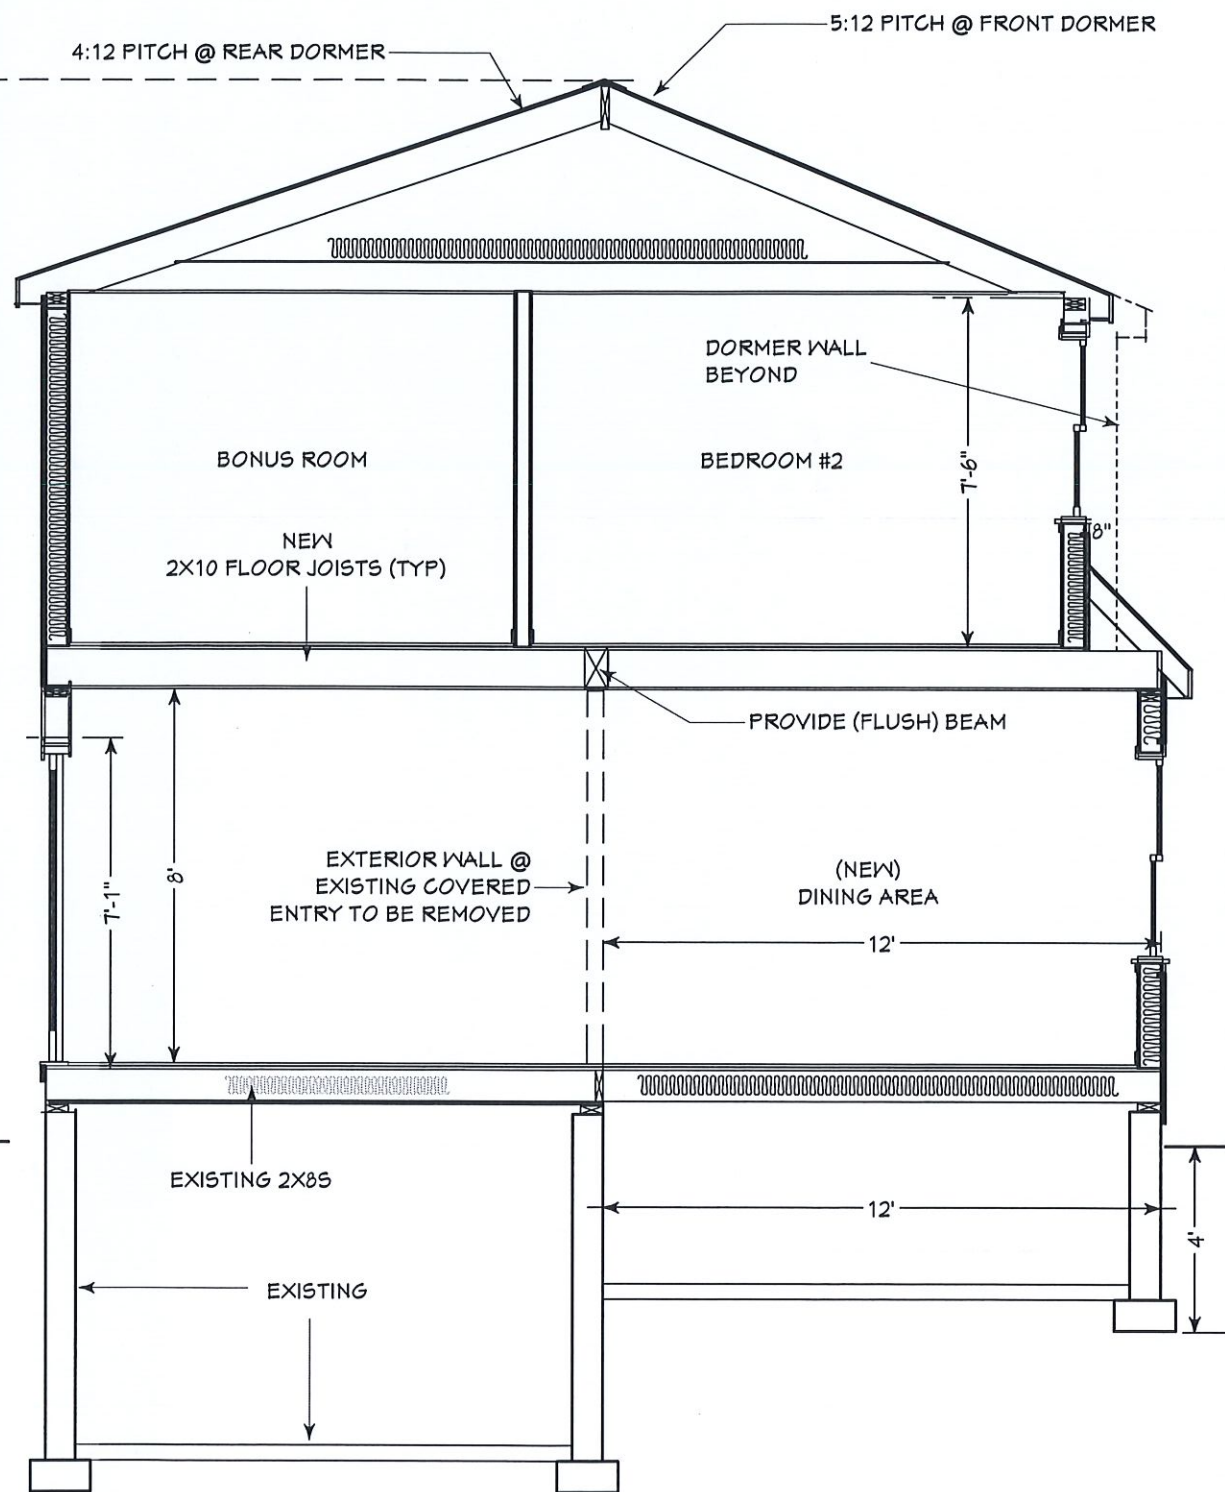 5:12 PITCH @ FRONT DORMER
4:12 PITCH @ REAR DORMER
DORMER WALL
BEYOND
BONUS ROOM
BEDROOM #2
7'-6"
8"
NEW
2X10 FLOOR JOISTS (TYP)
PROVIDE (FLUSH) BEAM
EXTERIOR WALL @
EXISTING COVERED
ENTRY TO BE REMOVED
(NEW)
DINING AREA
7'-1"
8'
12'
EXISTING 2X8S
12'
4'
EXISTING